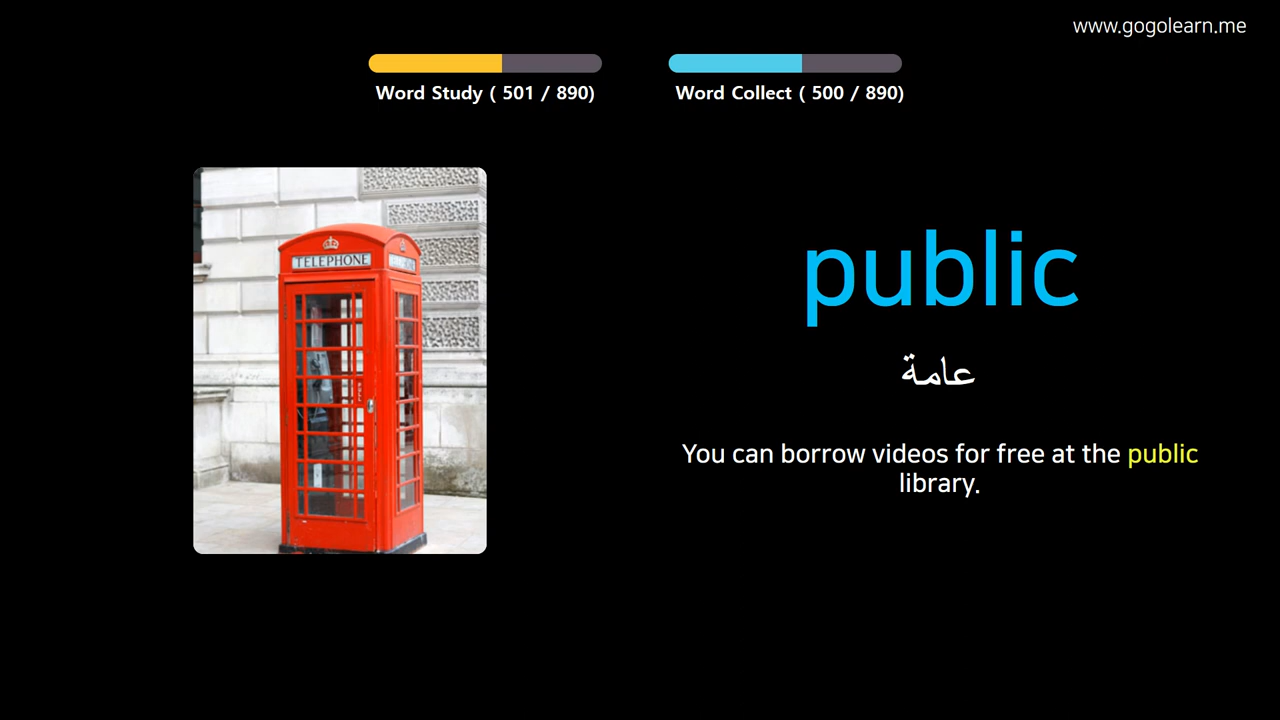 www.gogolearn.me
Word Study ( 501 / 890)
Word Collect ( 500 / 890)
TELEPHONE
public
عامة
You can borrow videos for free at the public
library.